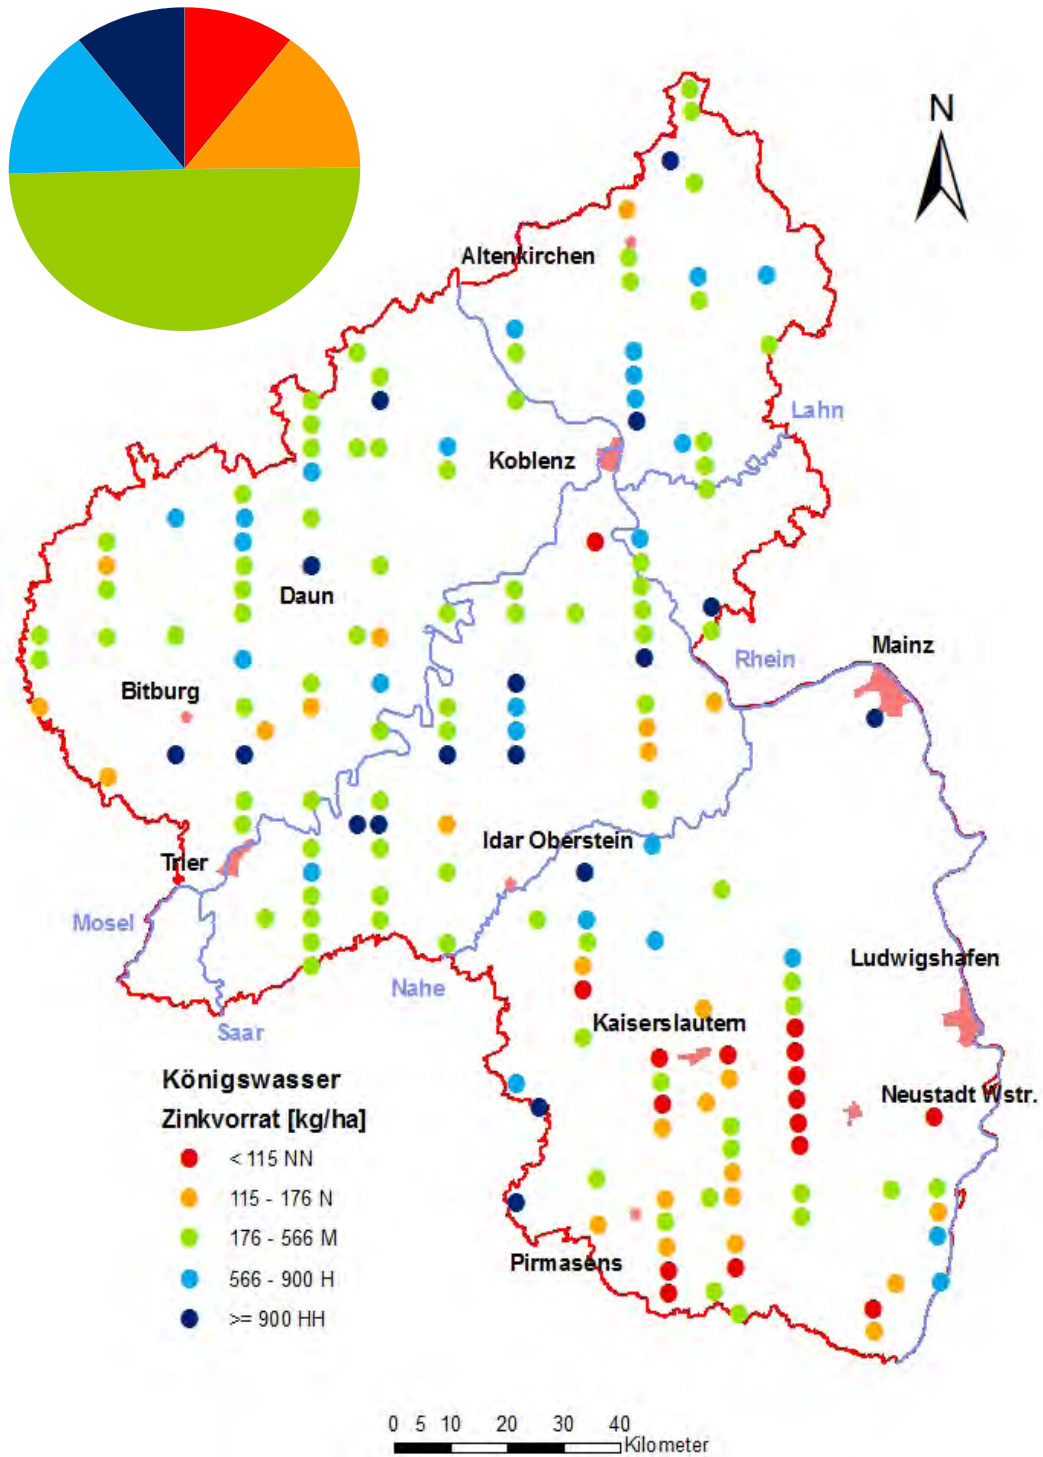 N
Altenkirchen
Lahn
Koblenz
Daun
Mainz
Rhein
Bitburg
Idar Oberstein
Trier
Mosel
Ludwigshafen
Nahe
Kaiserslautern
Saar
Königswasser
Zinkvorrat [kg/ha]
Neustadt Wstr.
< 115 NN
115 - 176 N
176 - 566 M
566 - 900 H
>= 900 HH
Pirmasens
0 5 10 20 30 40
Kilometer